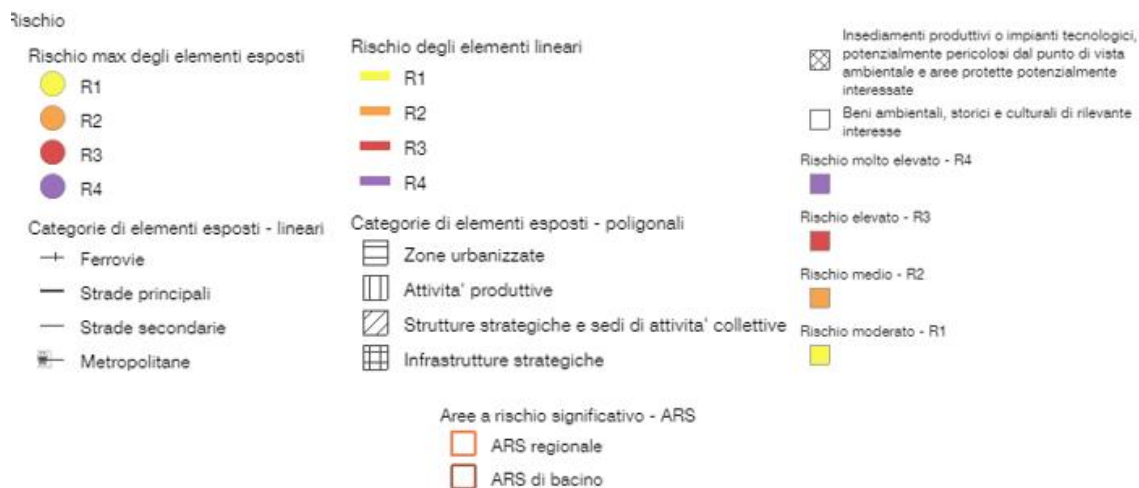 Rischio
Rischio max degli elementi esposti
R1
R2
R3
R4
Categorie di elementi esposti - lineari
Ferrovie
Strade principali
Strade secondarie
Metropolitane
Rischio degli elementi lineari
R1
R2
R3
R4
Categorie di elementi esposti - poligonali
Zone urbanizzate
Attivita' produttive
Strutture strategiche e sedi di attivita' collettive
Infrastrutture strategiche
Insediamenti produttivi o impianti tecnologici,
potenzialmente pericolosi dal punto di vista
ambientale e aree protette potenzialmente
interessate
Beni ambientali, storici e culturali di rilevante
interesse
Rischio molto elevato - R4
Rischio elevato - R3
Rischio medio - R2
Rischio moderato - R1
Aree a rischio significativo - ARS
ARS regionale
ARS di bacino